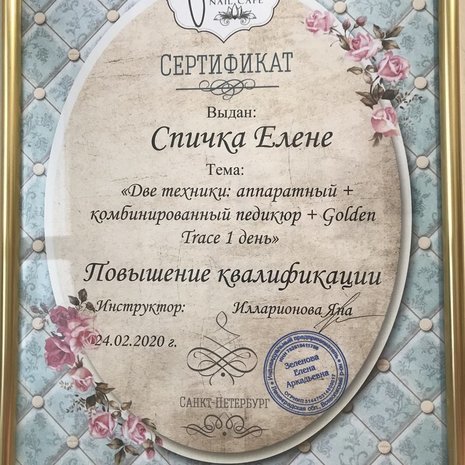 NAIL CAFE
СЕРТИФИКАТ
Выдан:
Спичка Елене
Тема:
«Две техники: аппаратный +
комбинированный педикюр + Golden
Trace 1 день»
Повышение квалификации
Инструктор: Илларионова Яна
24.02.2020 г.
Зеленова
Елена
Аркадьевна
САНКТ-ПЕТЕРБУРГ